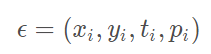 ϵ = (x_i, y_i, t_i, p_i)